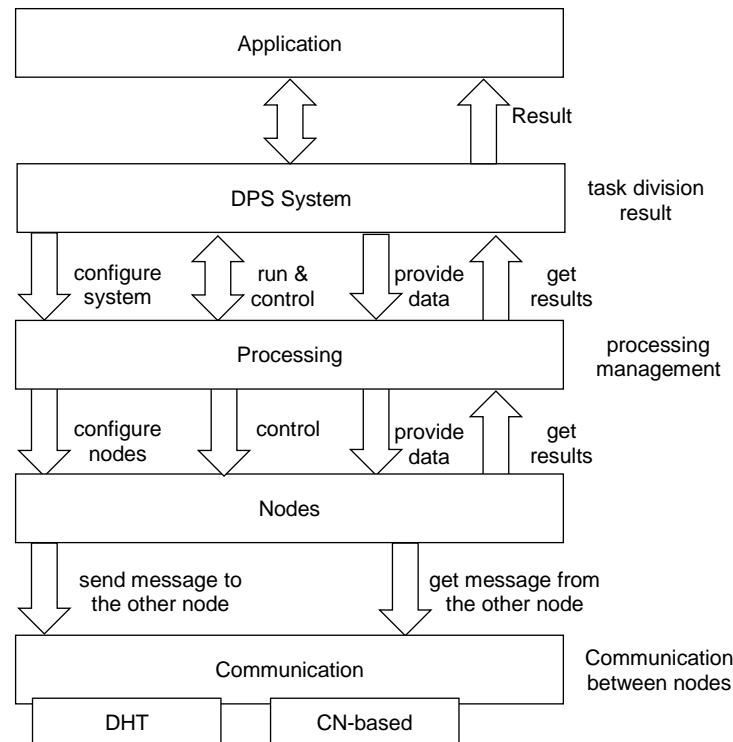 Application
Result
DPS System
task division
result
configure
system
run &
control
provide
data
get
results
Processing
processing
management
configure
nodes
control
provide
data
get
results
Nodes
send message to
the other node
get message from
the other node
Communication
Communication
between nodes
DHT
CN-based